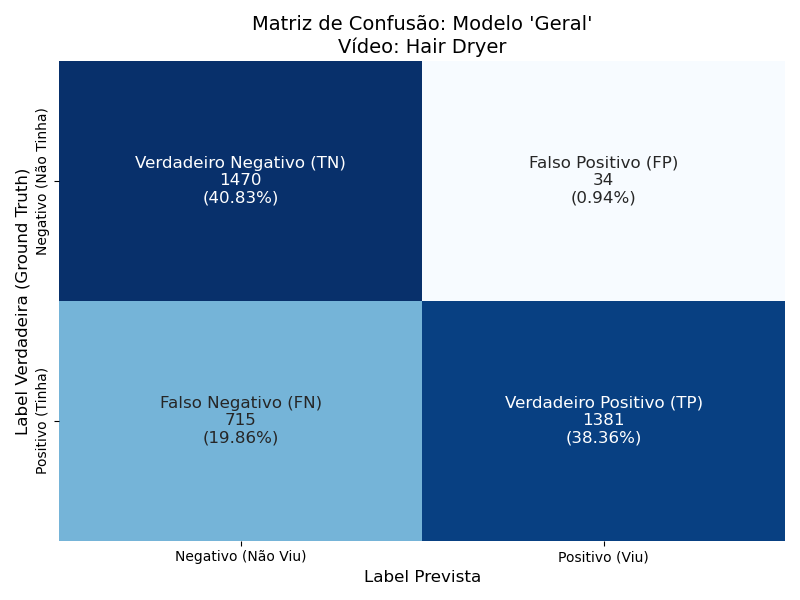 Matriz de Confusão: Modelo 'Geral'
Vídeo: Hair Dryer
Label Verdadeira (Ground Truth)
Negativo (Não Tinha)
Positivo (Tinha)
Verdadeiro Negativo (TN)
1470
(40.83%)
Falso Positivo (FP)
34
(0.94%)
Falso Negativo (FN)
715
(19.86%)
Verdadeiro Positivo (TP)
1381
(38.36%)
Negativo (Não Viu)
Positivo (Viu)
Label Prevista